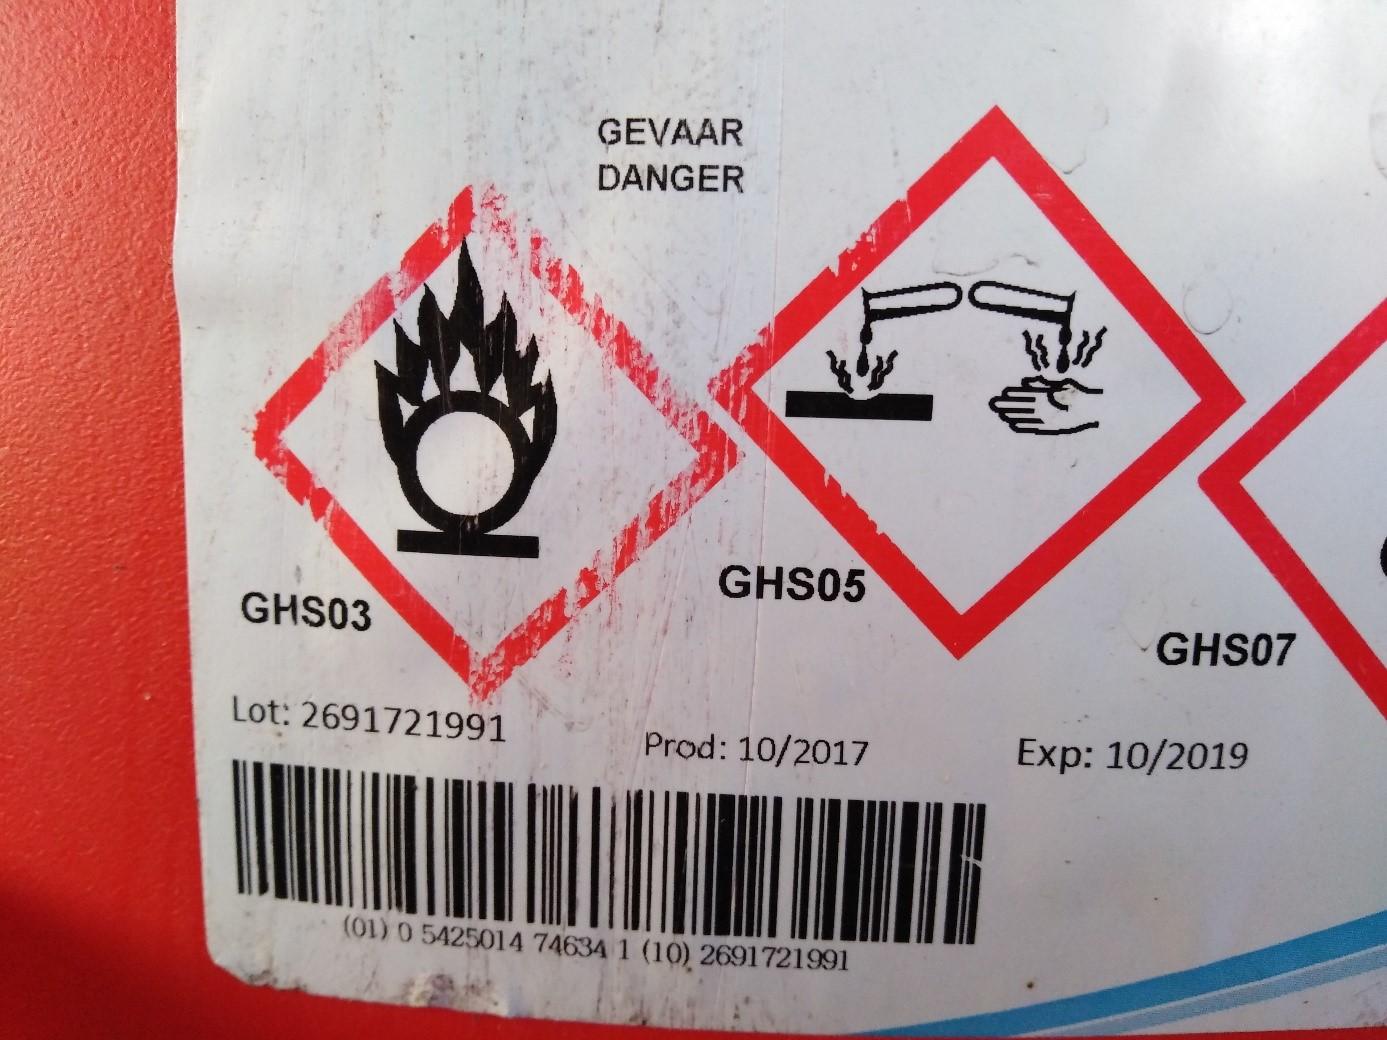 GEVAAR
DANGER
GHS03
GHS05
GHS07
Lot: 2691721991
Prod: 10/2017
Exp: 10/2019
(01) 0 5425014 74634 1 (10) 2691721991